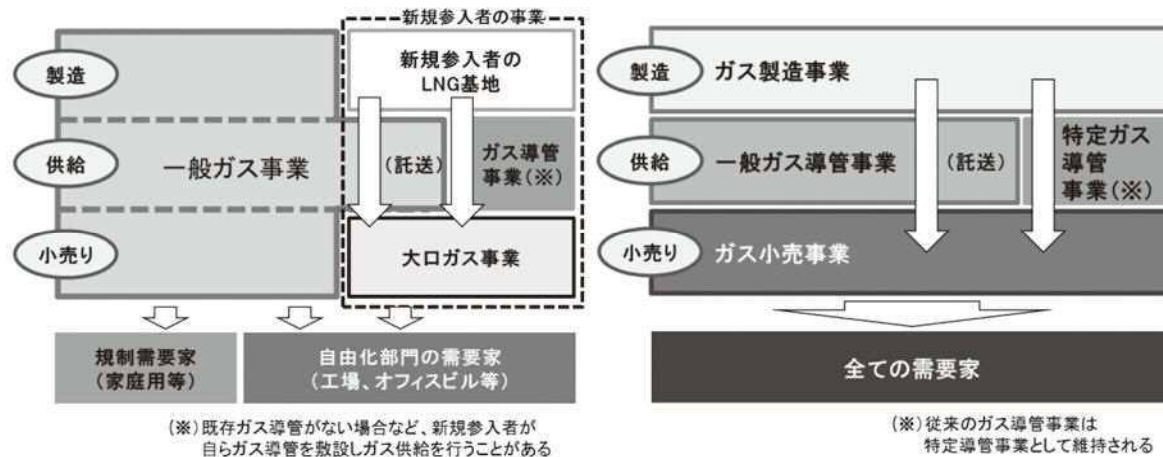 新規参入者の事業
製造
新規参入者の
LNG基地
供給
一般ガス事業
(託送)
ガス導管
事業(※)
小売り
大口ガス事業
規制需要家
(家庭用等)
自由化部門の需要家
(工場、オフィスビル等)
(※)既存ガス導管がない場合など、新規参入者が
自らガス導管を敷設しガス供給を行うことがある
製造
ガス製造事業
供給
一般ガス導管事業
(託送)
特定ガス
導管
事業(※)
小売り
ガス小売事業
全ての需要家
(※)従来のガス導管事業は
特定導管事業として維持される